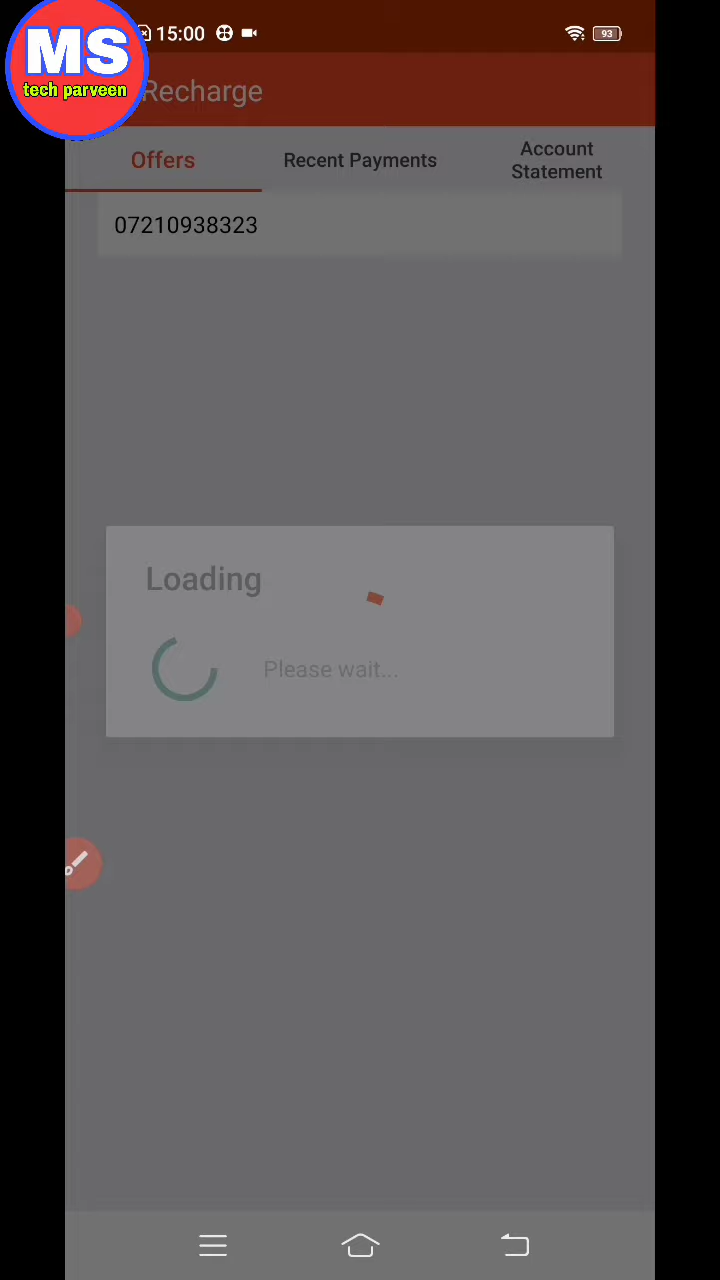 MS
tech parveen
15:00
93
Recharge
Offers
Recent Payments
Account
Statement
07210938323
Loading
Please wait...